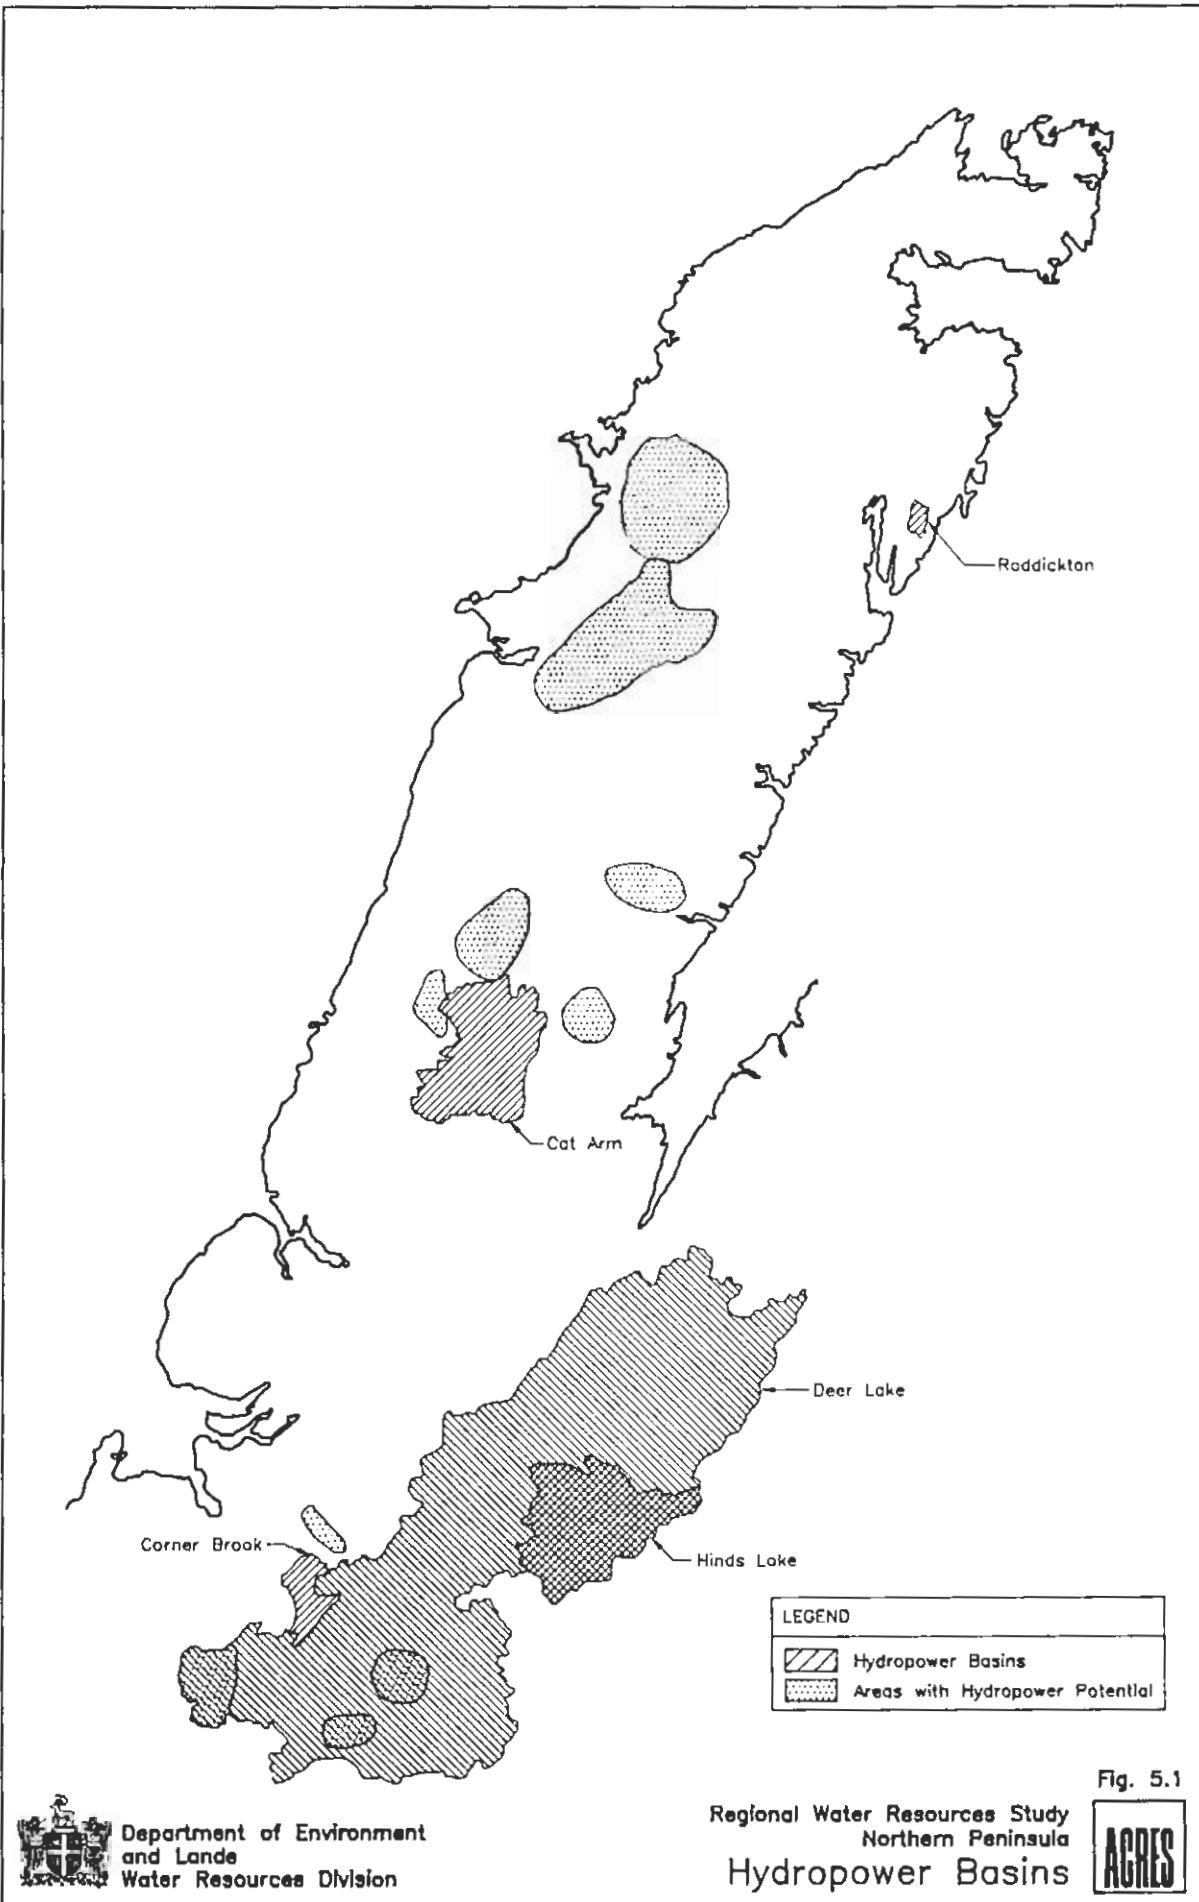 Roddickton
Cat Arm
Deer Lake
Corner Brook
Hinds Lake
LEGEND
Hydropower Basins
Areas with Hydropower Potential
Fig. 5.1
Department of Environment
and Lands
Water Resources Division
Regional Water Resources Study
Northern Peninsula
Hydropower Basins
ACRES